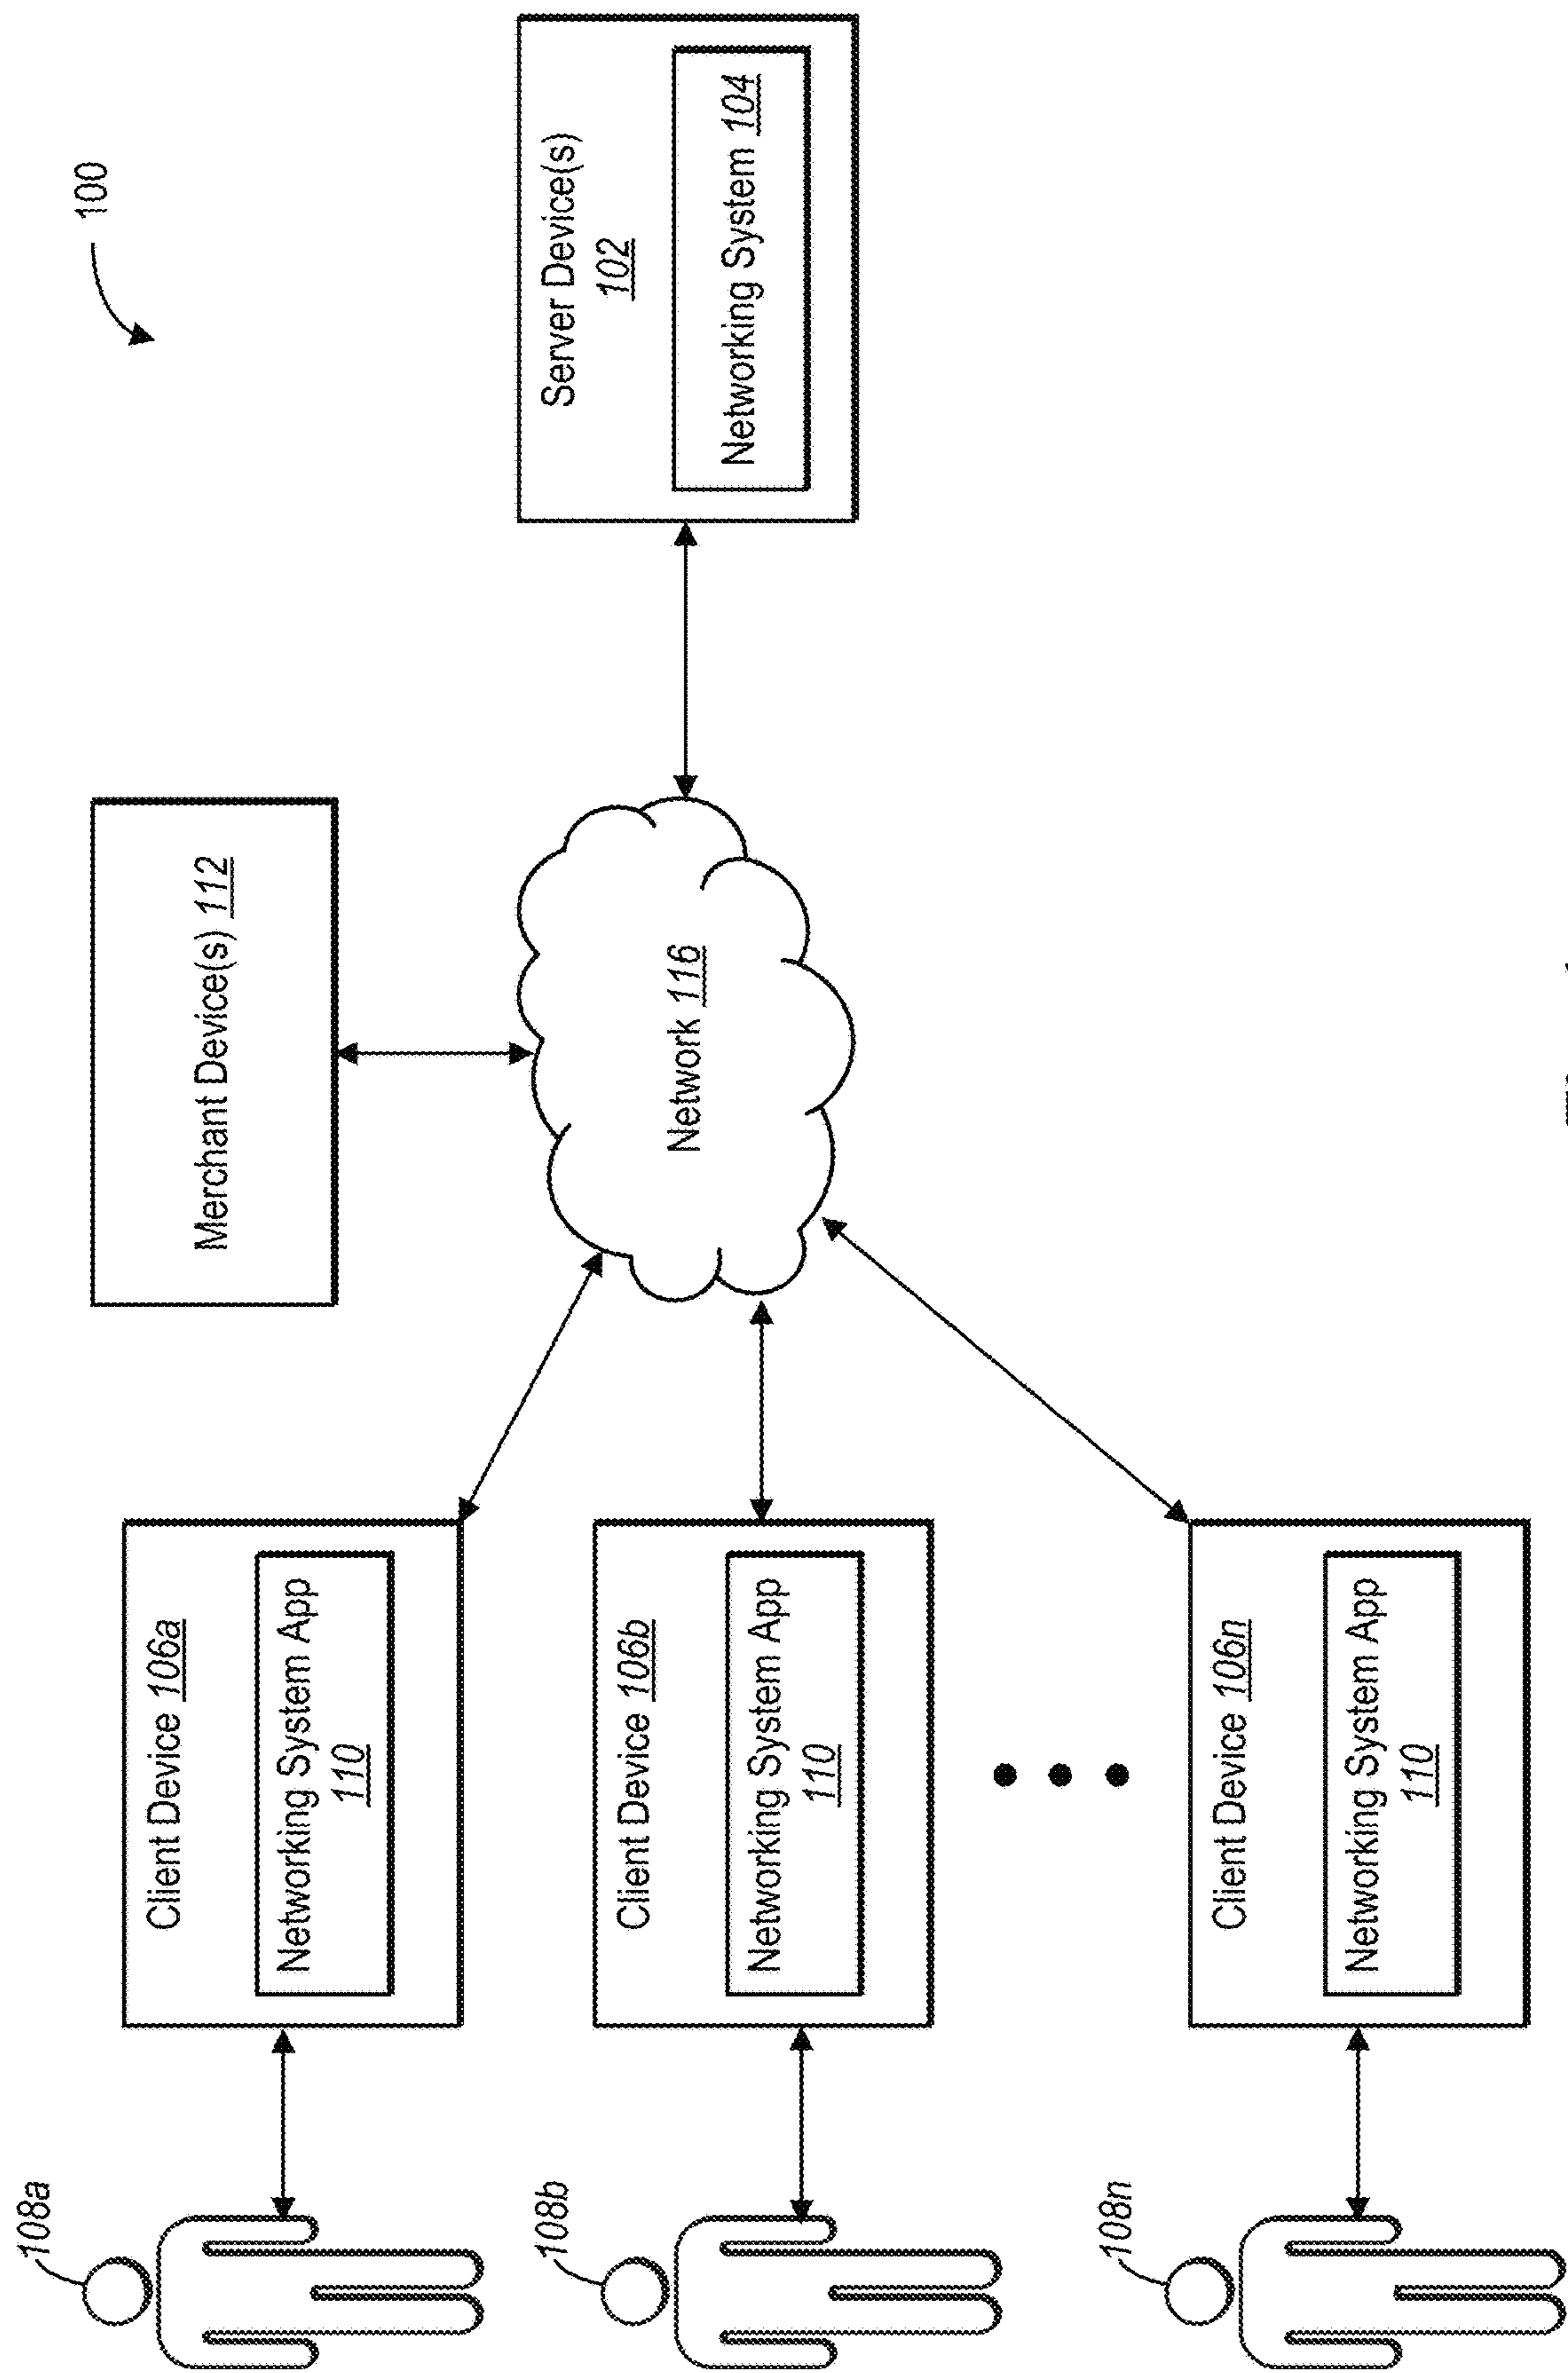 100
Server Device(s)
102
Networking System 104
Merchant Device(s) 112
Network 116
Client Device 106a
Networking System App
110
Client Device 106b
Networking System App
110
Client Device 106n
Networking System App
110
108a
108b
108n